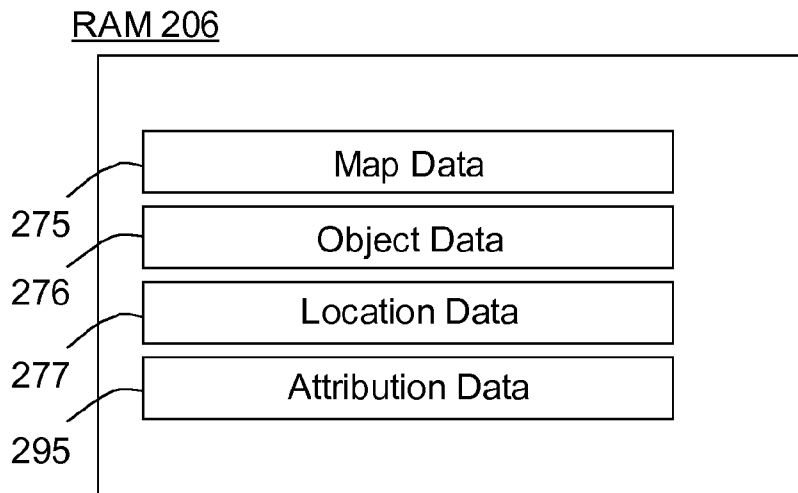 RAM 206
Map Data
275
Object Data
276
Location Data
277
Attribution Data
295